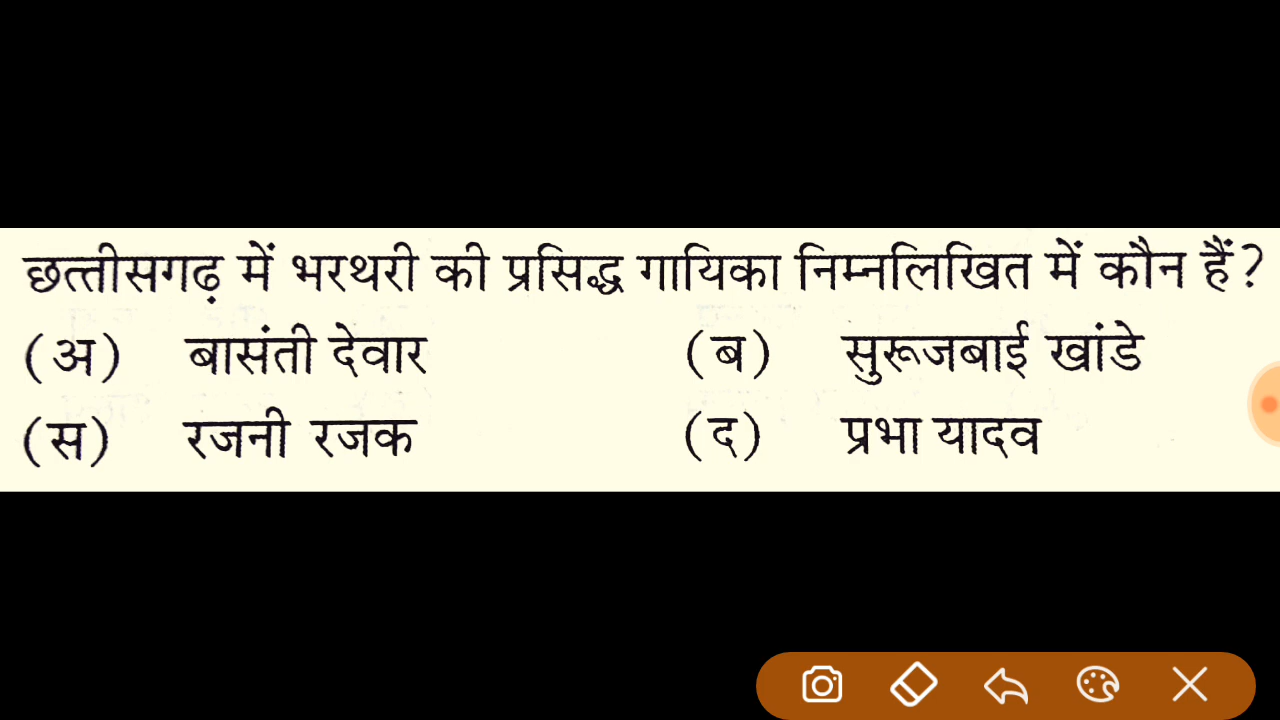 छत्तीसगढ़ में भरथरी की प्रसिद्ध गायिका निम्नलिखित में कौन हैं?
(अ) बासंती देवार (ब) सुरूजबाई खांडे
(स) रजनी रजक (द) प्रभा यादव